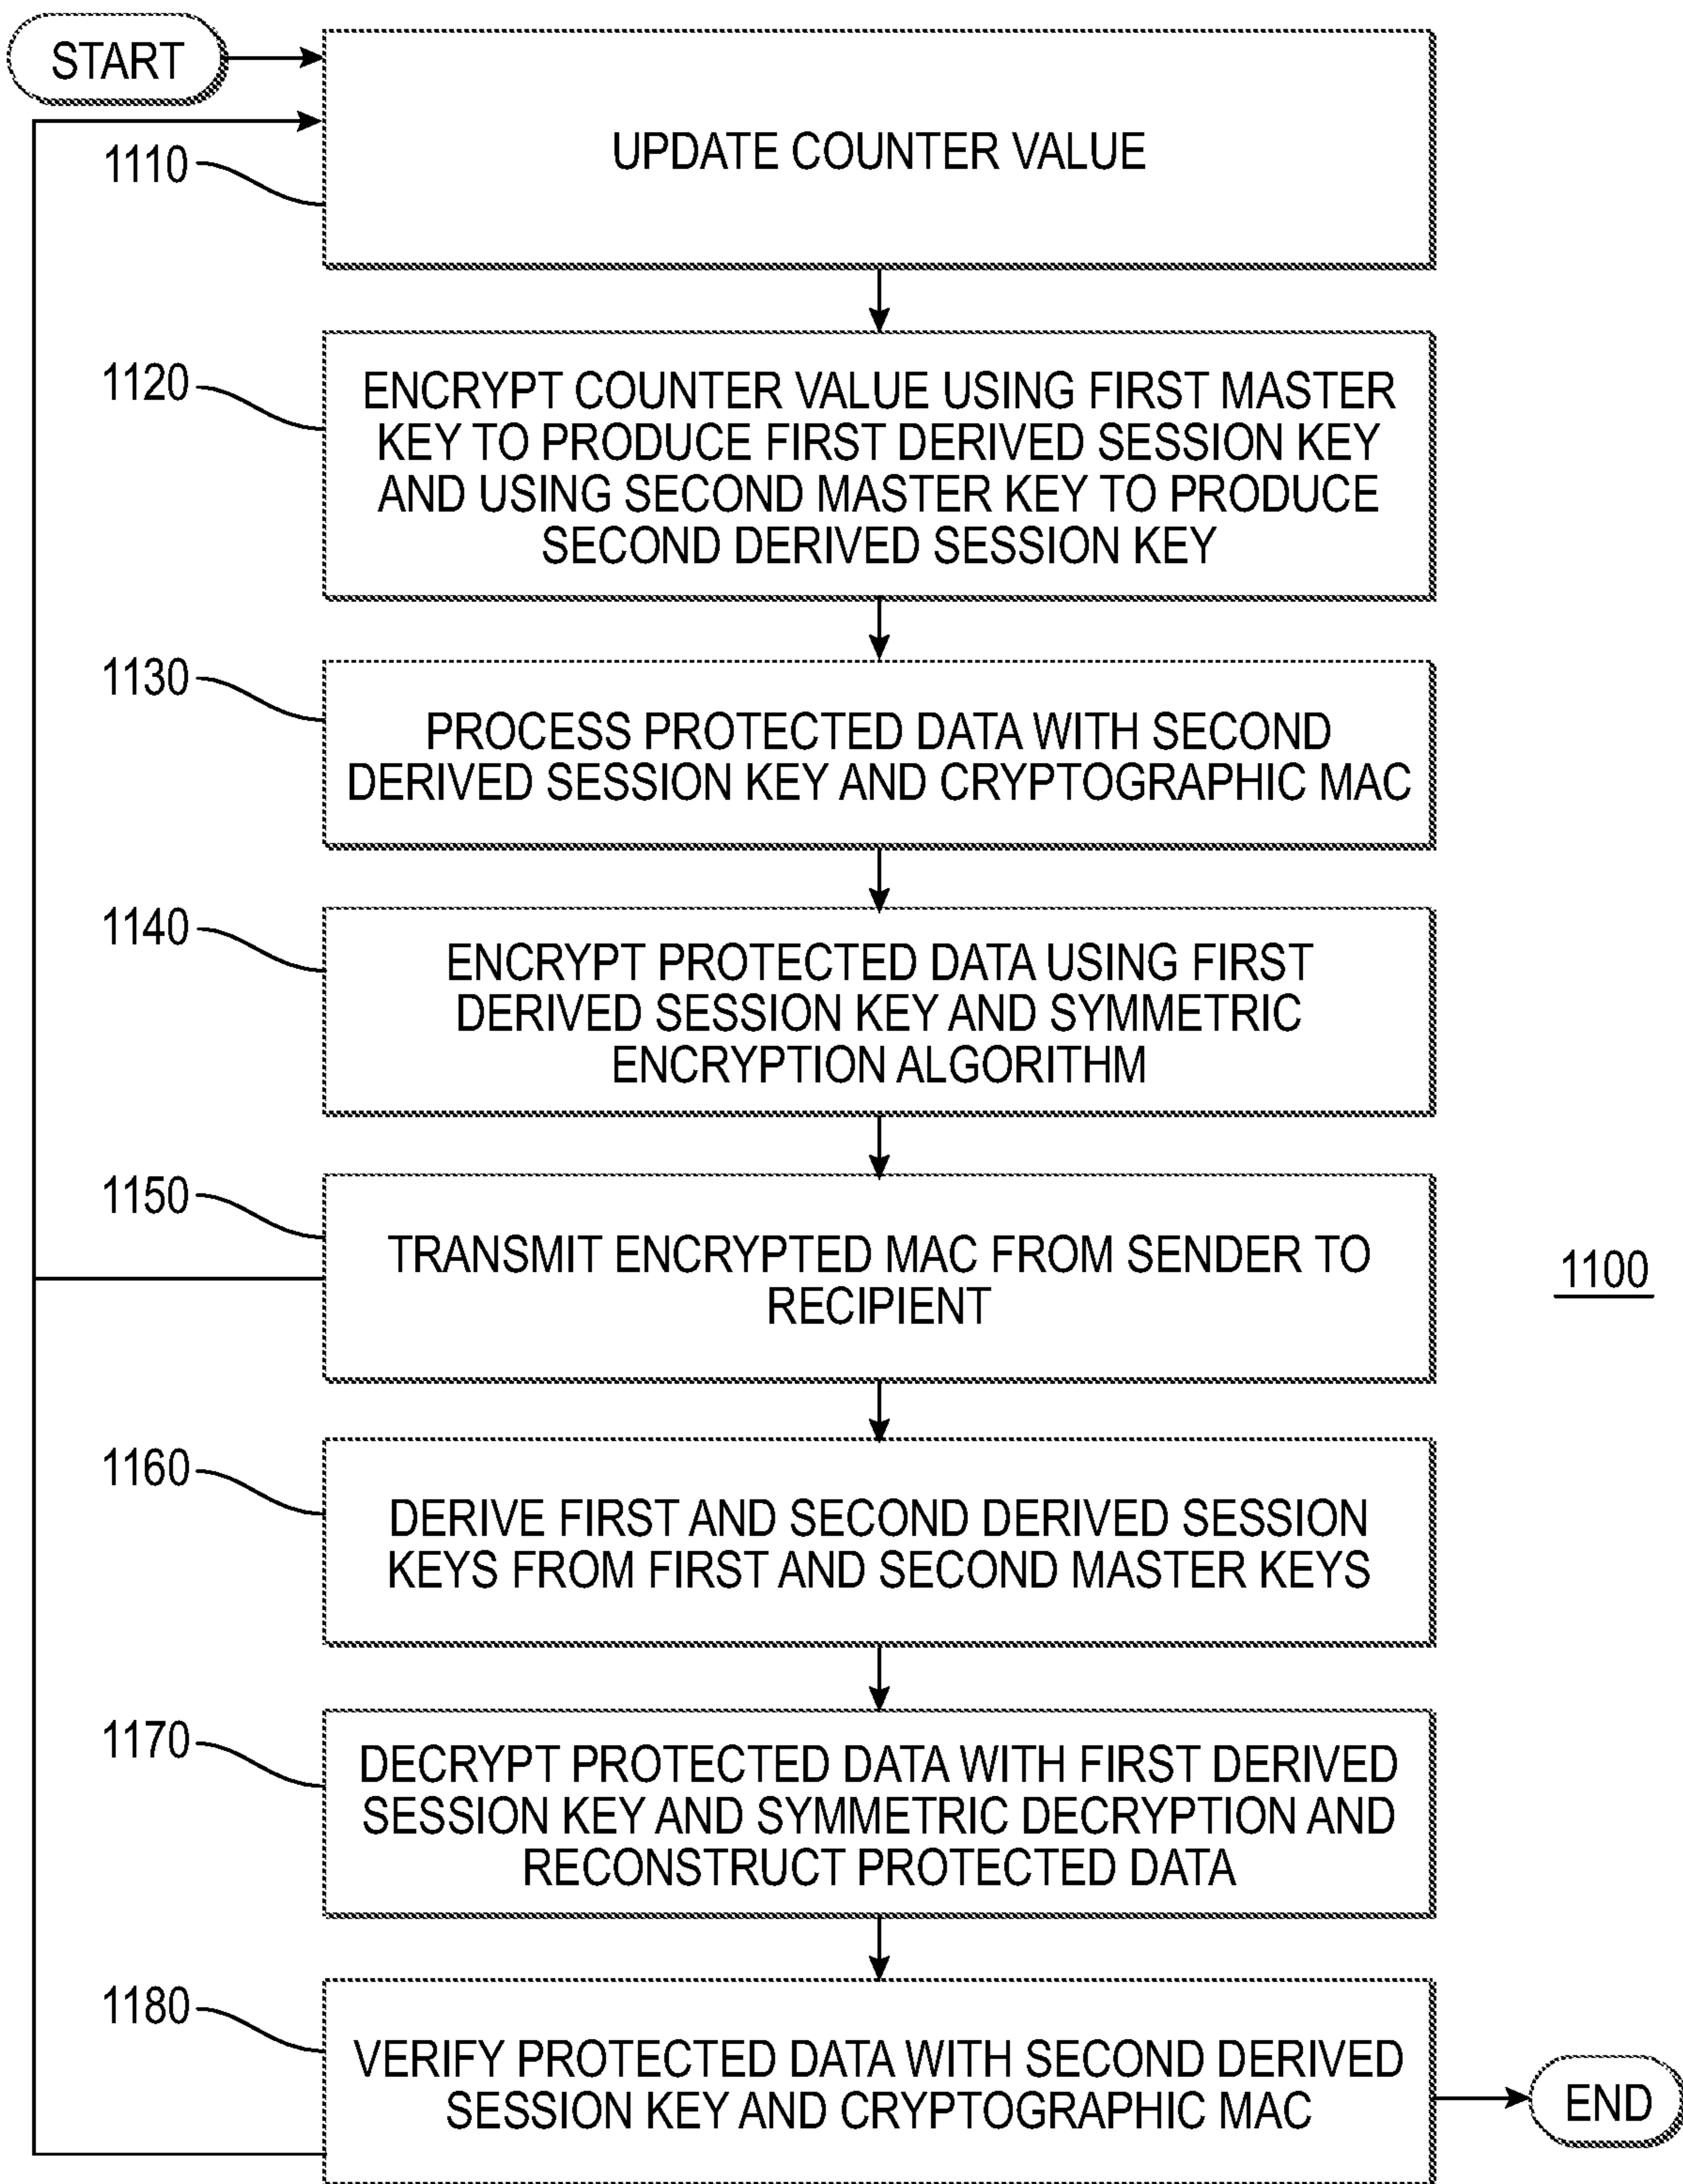 START
UPDATE COUNTER VALUE
1110
1120
ENCRYPT COUNTER VALUE USING FIRST MASTER
KEY TO PRODUCE FIRST DERIVED SESSION KEY
AND USING SECOND MASTER KEY TO PRODUCE
SECOND DERIVED SESSION KEY
1130
PROCESS PROTECTED DATA WITH SECOND
DERIVED SESSION KEY AND CRYPTOGRAPHIC MAC
1140
ENCRYPT PROTECTED DATA USING FIRST
DERIVED SESSION KEY AND SYMMETRIC
ENCRYPTION ALGORITHM
1150
TRANSMIT ENCRYPTED MAC FROM SENDER TO
RECIPIENT
1100
1160
DERIVE FIRST AND SECOND DERIVED SESSION
KEYS FROM FIRST AND SECOND MASTER KEYS
1170
DECRYPT PROTECTED DATA WITH FIRST DERIVED
SESSION KEY AND SYMMETRIC DECRYPTION AND
RECONSTRUCT PROTECTED DATA
1180
VERIFY PROTECTED DATA WITH SECOND DERIVED
SESSION KEY AND CRYPTOGRAPHIC MAC
END